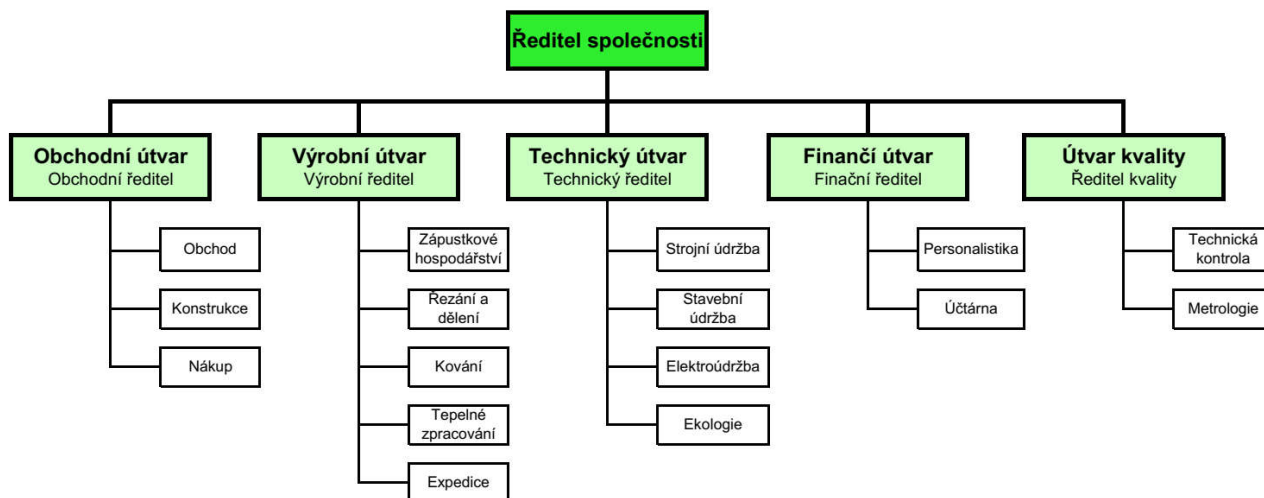 Ředitel společnosti
Obchodní útvar
Obchodní ředitel
Výrobní útvar
Výrobní ředitel
Technický útvar
Technický ředitel
Finančí útvar
Finanční ředitel
Útvar kvality
Ředitel kvality
Obchod
Konstrukce
Nákup
Zápustkové
hospodářství
Řezání a
dělení
Kování
Tepelné
zpracování
Expedice
Strojní údržba
Stavební
údržba
Elektroúdržba
Ekologie
Personalistika
Účtárna
Technická
kontrola
Metrologie